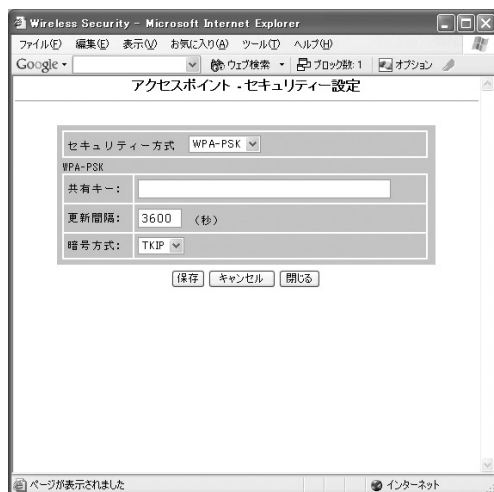 Wireless Security - Microsoft Internet Explorer
ファイル(F) 編集(E) 表示(V) お気に入り(A) ツール(T) ヘルプ(H)
Google ウェブ検索 ブロック数: 1 オプション
アクセスポイント - セキュリティー設定
セキュリティー方式 WPA-PSK
WPA-PSK
共有キー:
更新間隔: 3600 (秒)
暗号方式: TKIP
保存 キャンセル 閉じる
ページが表示されました インターネット